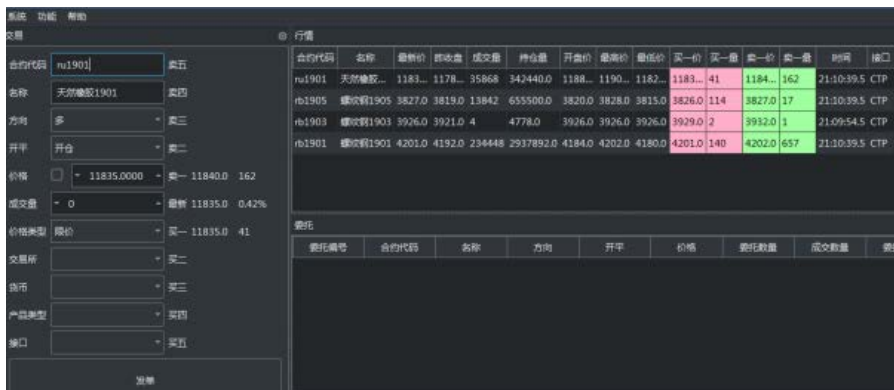 系统 功能 帮助
交易
合约代码 ru1901 卖五
名称 天然橡胶1901 卖四
方向 多 卖三
开平 开仓 卖二
价格 11835.0000 卖一 11840.0 162
成交量 0 最新 11835.0 0.42%
价格类型 限价 买一 11835.0 41
交易所 买二
货币 买三
产品类型 买四
接口 买五
发单
行情
合约代码 名称 最新价 昨收盘 成交量 持仓量 开盘价 最高价 最低价 买一价 买一量 卖一价 卖一量 时间 接口
ru1901 天然橡胶... 1183... 1178... 35868 342440.0 1188... 1190... 1182... 1183... 41 1184... 162 21:10:39.5 CTP
rb1905 螺纹钢1905 3827.0 3819.0 13842 655500.0 3820.0 3828.0 3815.0 3826.0 114 3827.0 17 21:10:39.5 CTP
rb1903 螺纹钢1903 3926.0 3921.0 4 4778.0 3926.0 3926.0 3926.0 3929.0 2 3932.0 1 21:09:54.5 CTP
rb1901 螺纹钢1901 4201.0 4192.0 234448 2937892.0 4184.0 4202.0 4180.0 4201.0 140 4202.0 657 21:10:39.5 CTP
委托
委托编号 合约代码 名称 方向 开平 价格 委托数量 成交数量